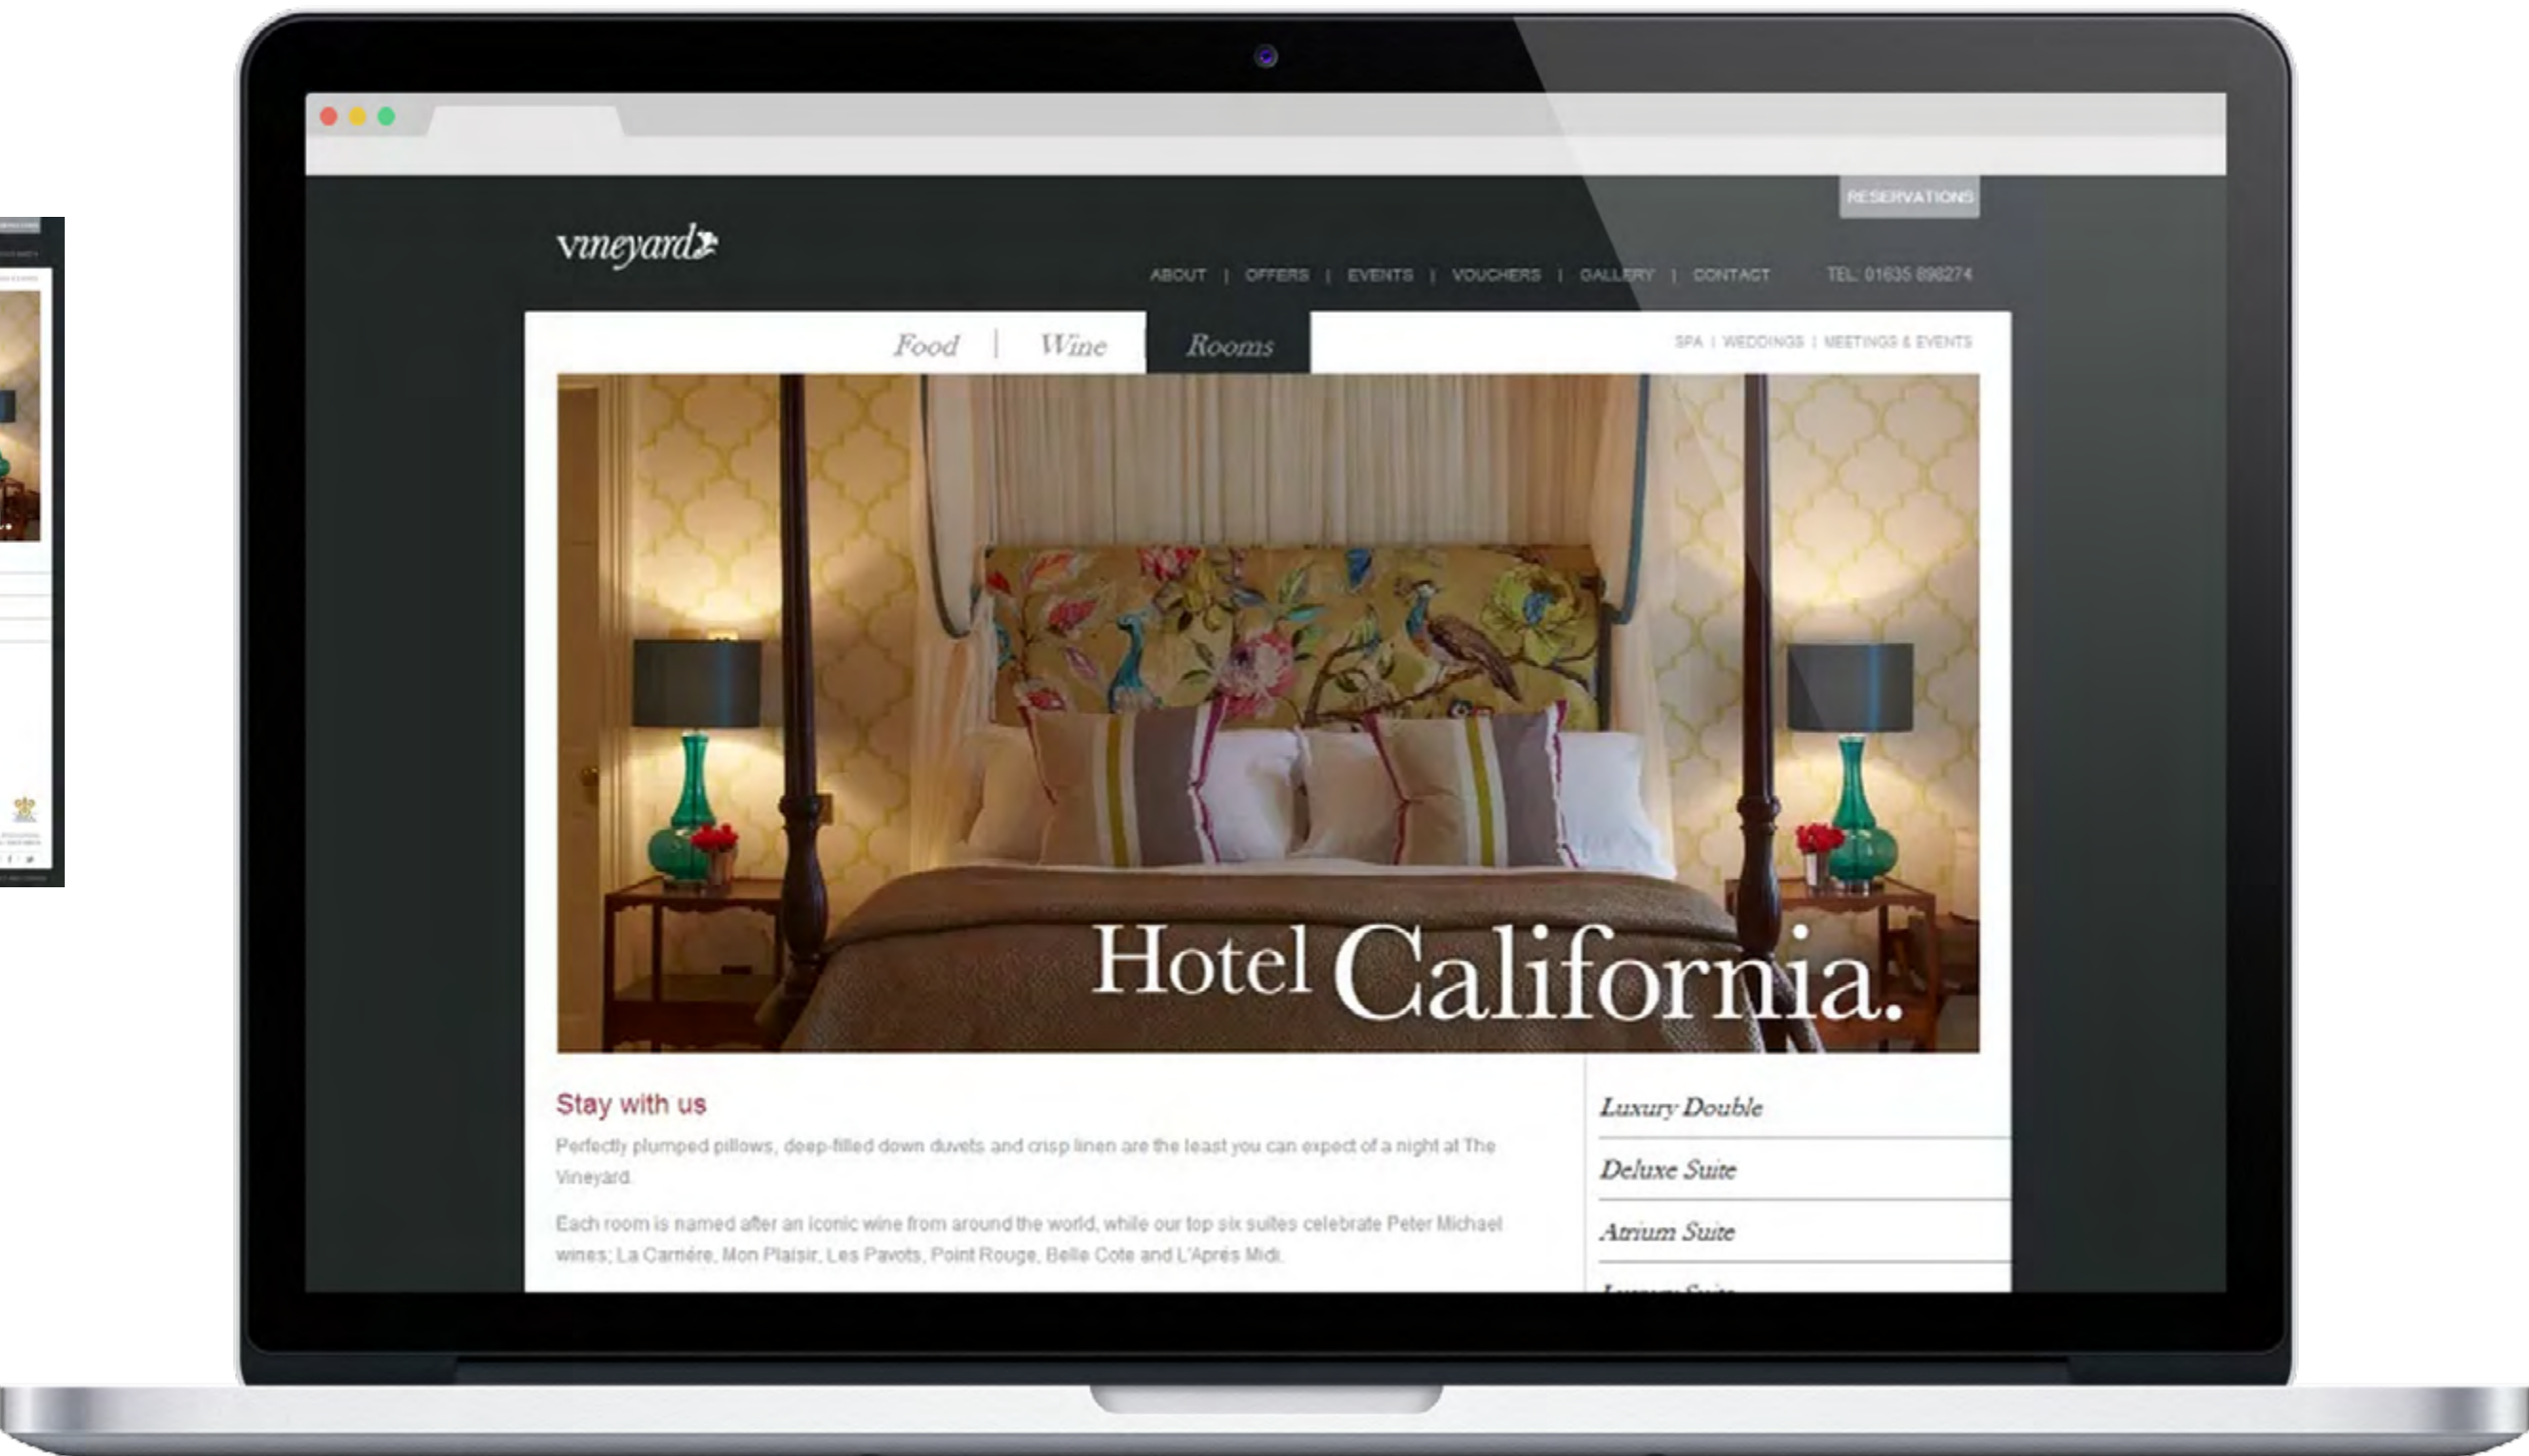 RESERVATIONS
vineyard
ABOUT | OFFERS | EVENTS | VOUCHERS | GALLERY | CONTACT TEL: 01635 898274
Food | Wine Rooms
SPA | WEDDINGS | MEETINGS & EVENTS
Hotel California.
Stay with us
Perfectly plumped pillows, deep-filled down duvets and crisp linen are the least you can expect of a night at The
Vineyard.
Each room is named after an iconic wine from around the world, while our top six suites celebrate Peter Michael
wines; La Carriére, Mon Plaisir, Les Pavots, Point Rouge, Belle Cote and L'Aprés Midi.
Luxury Double
Deluxe Suite
Atrium Suite
Luxury Suite